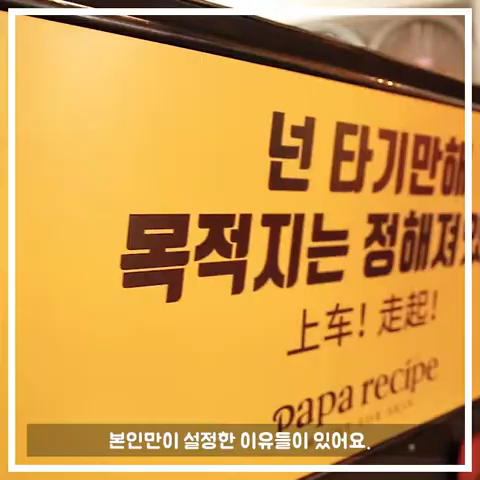 넌 타기만해
목적지는 정해져
上车! 走起!
Papa recipe
본인만이 설정한 이유들이 있어요.